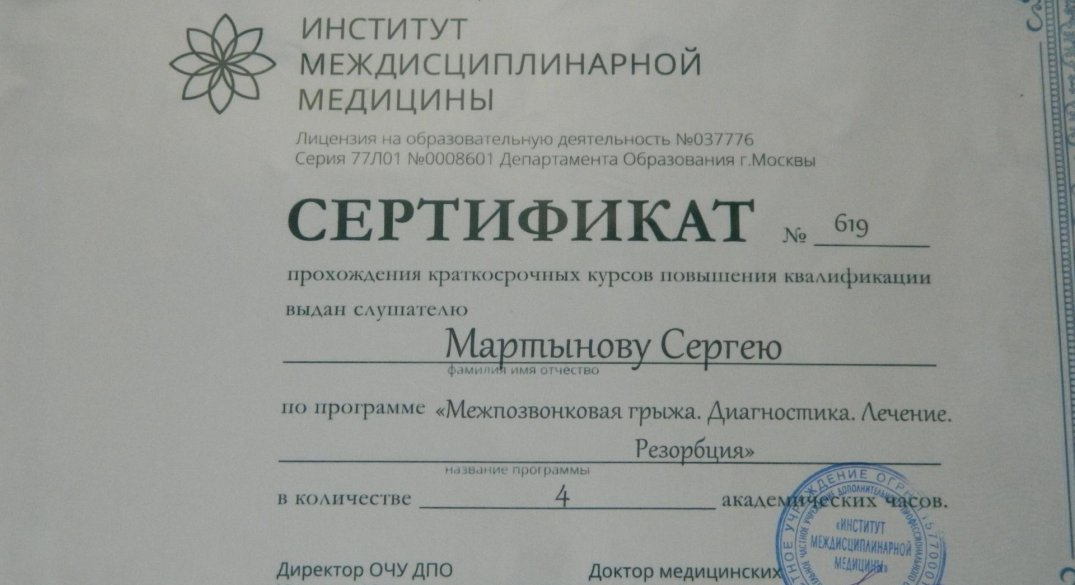 ИНСТИТУТ
МЕЖДИСЦИПЛИНАРНОЙ
МЕДИЦИНЫ
Лицензия на образовательную деятельность №037776
Серия 77Л01 №0008601 Департамента Образования г.Москвы
СЕРТИФИКАТ № 619
прохождения краткосрочных курсов повышения квалификации
выдан слушателю
Мартынову Сергею
фамилия имя отчество
по программе «Межпозвонковая грыжа. Диагностика. Лечение.
Резорбция»
название программы
в количестве 4 академических часов.
«ИНСТИТУТ
МЕЖДИСЦИПЛИНАРНОЙ
МЕДИЦИНЫ»
Директор ОЧУ ДПО Доктор медицинских